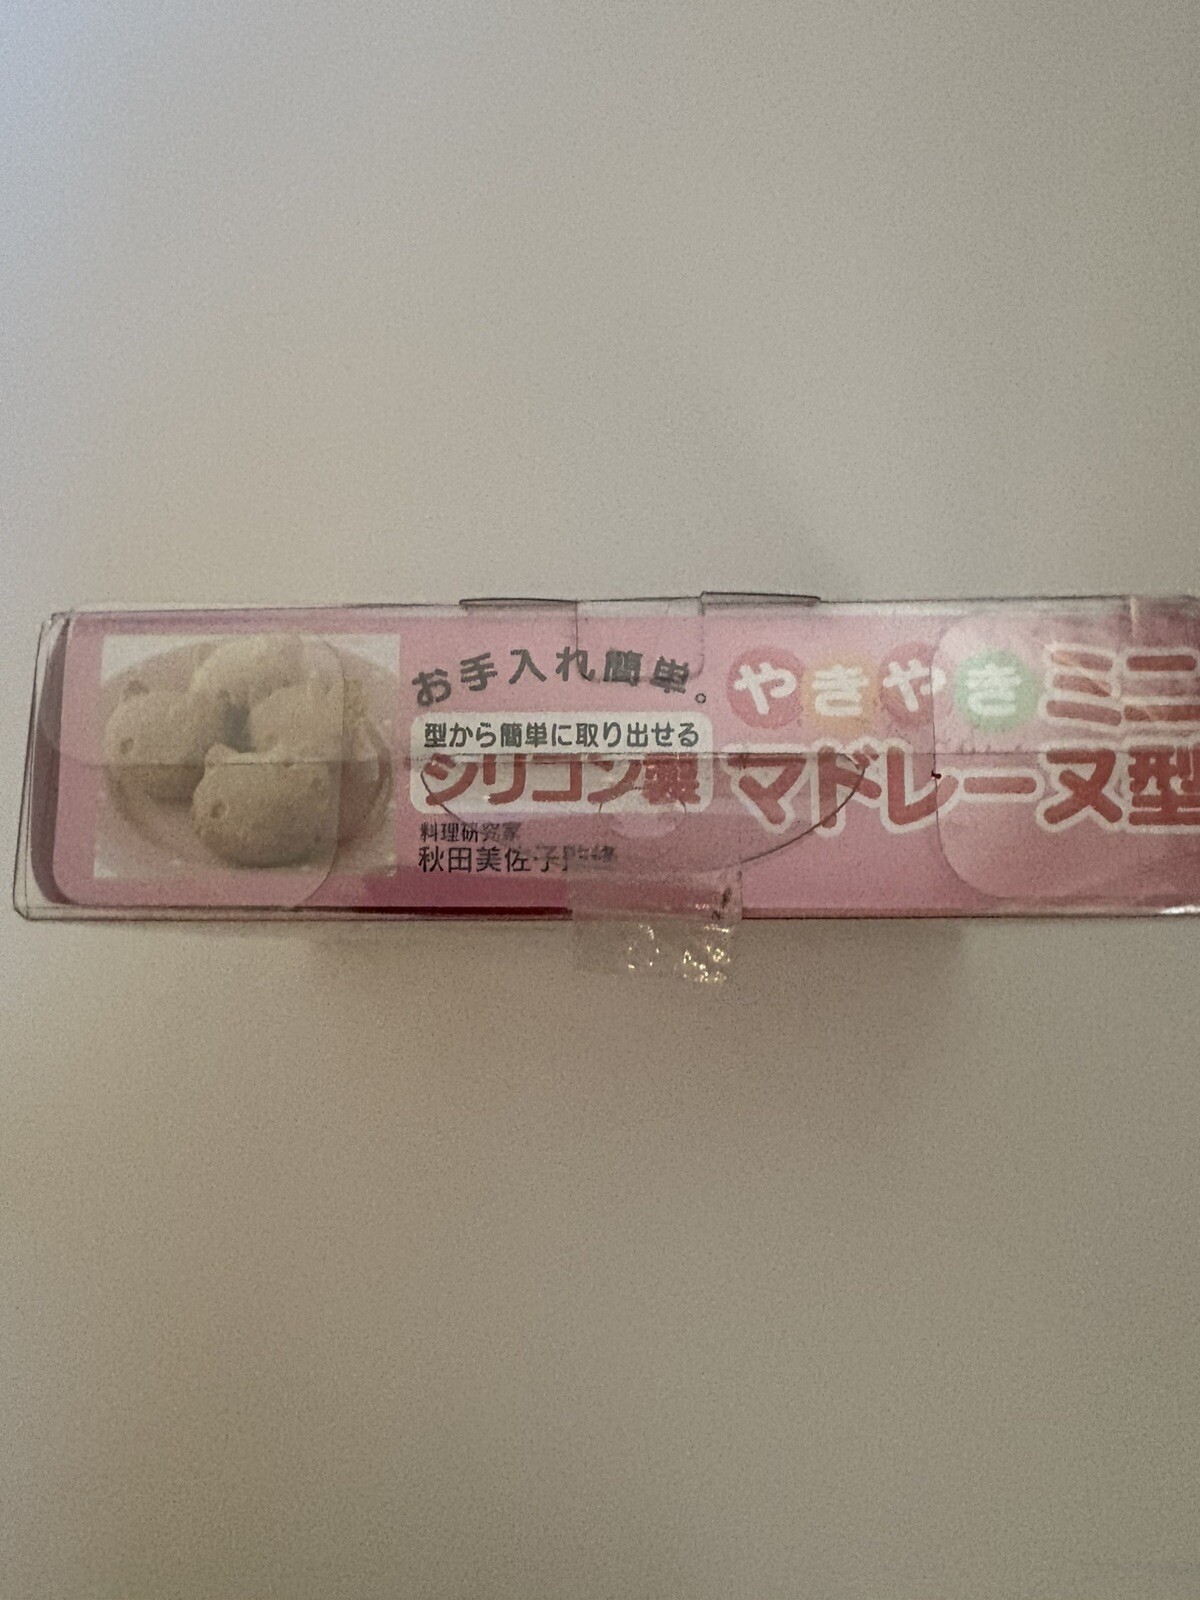 お手入れ簡単。
型から簡単に取り出せる
シリコン製
料理研究家
秋田美佐子監修
やきやき ミニ
マドレーヌ型